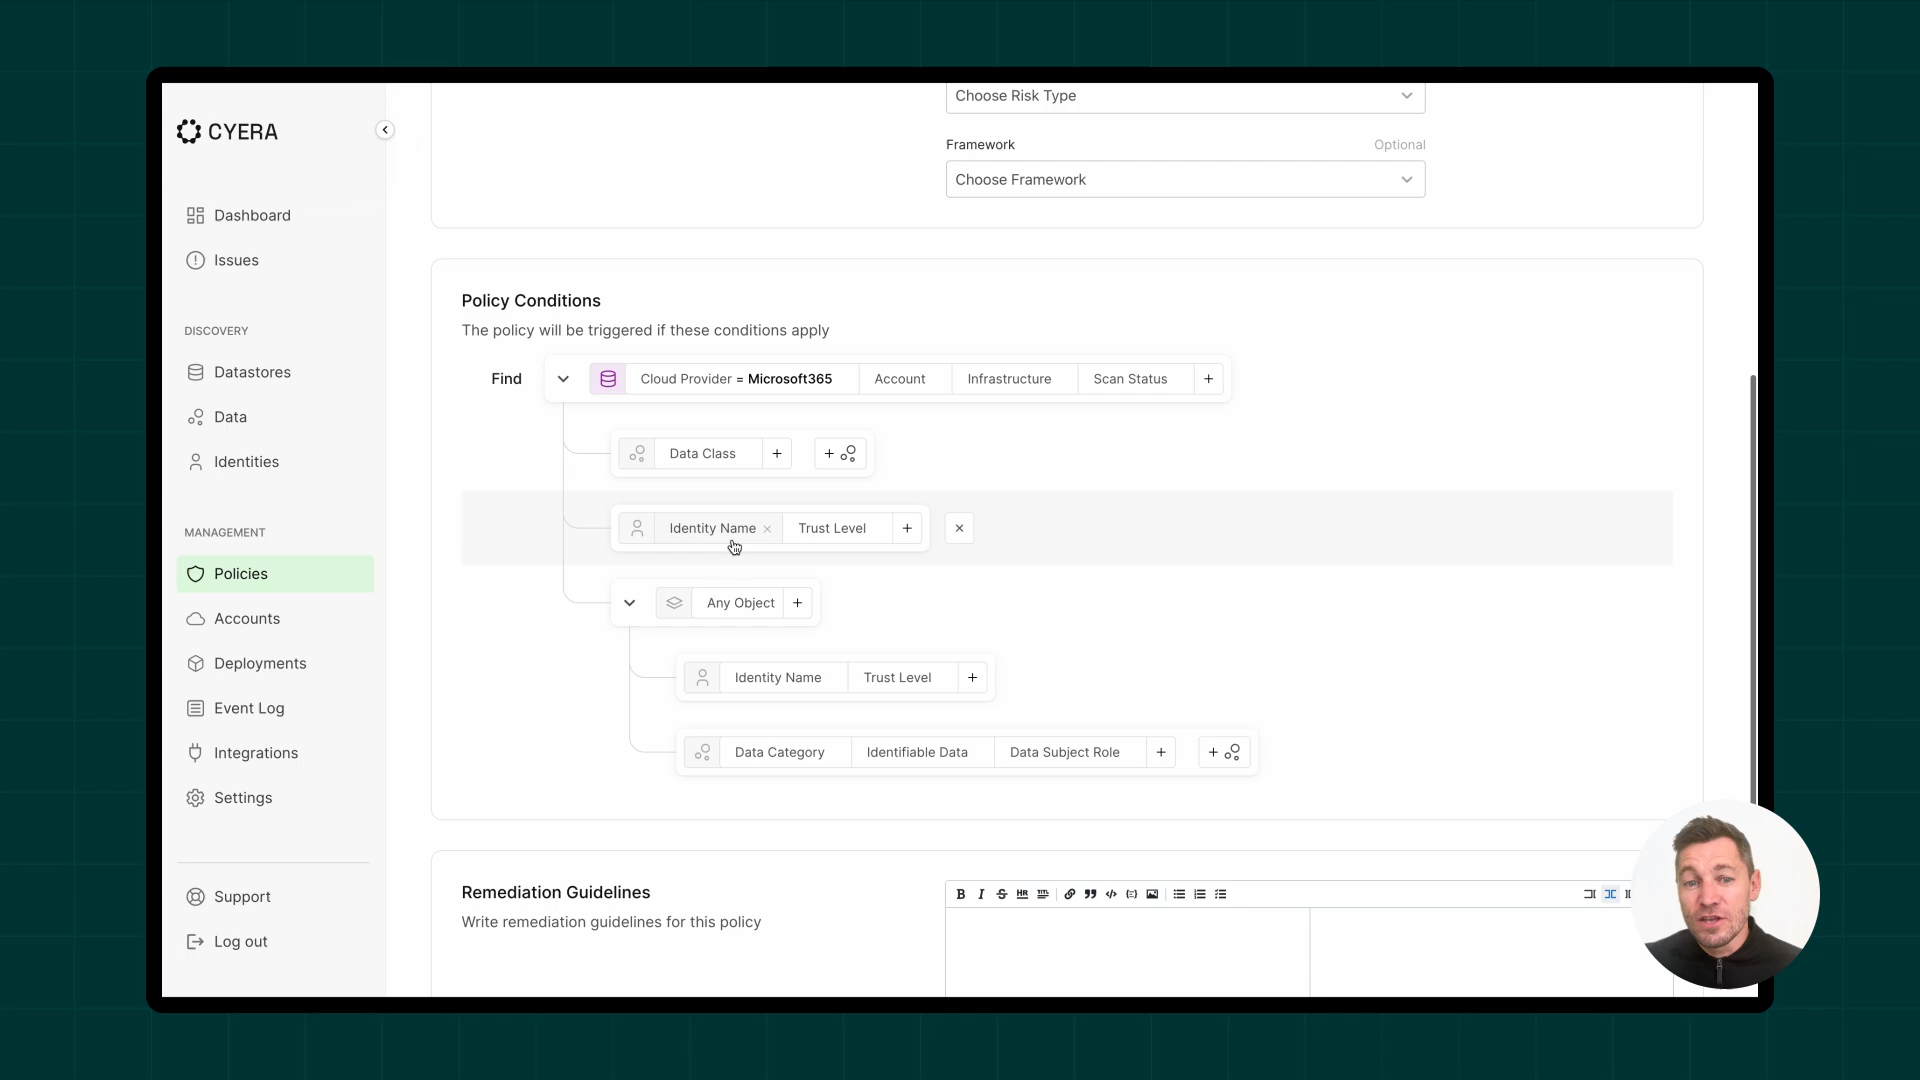 CYERA
Dashboard
Issues
DISCOVERY
Datastores
Data
Identities
MANAGEMENT
Policies
Accounts
Deployments
Event Log
Integrations
Settings
Support
Log out
Choose Risk Type
Framework Optional
Choose Framework
Policy Conditions
The policy will be triggered if these conditions apply
Find Cloud Provider = Microsoft365 Account Infrastructure Scan Status +
Data Class + +
Identity Name × Trust Level + ×
Any Object +
Identity Name Trust Level +
Data Category Identifiable Data Data Subject Role + +
Remediation Guidelines
Write remediation guidelines for this policy
B I S HR